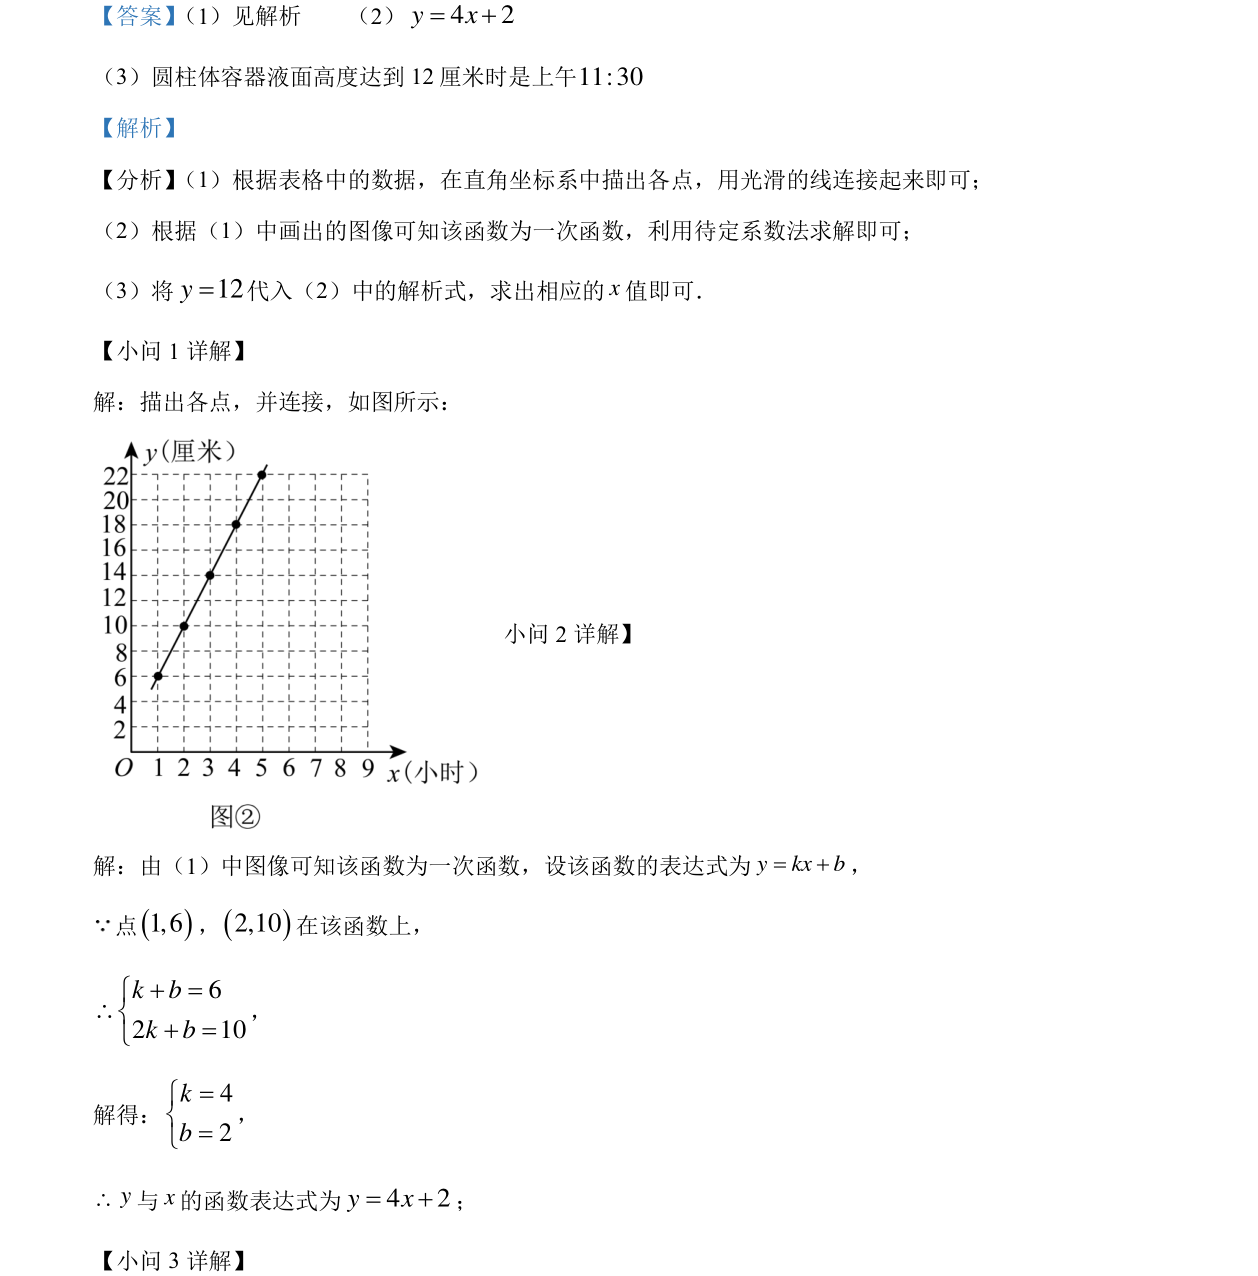 【答案】（1）见解析 （2） y = 4x + 2
（3）圆柱体容器液面高度达到 12 厘米时是上午11:30
【解析】
【分析】（1）根据表格中的数据，在直角坐标系中描出各点，用光滑的线连接起来即可；
（2）根据（1）中画出的图像可知该函数为一次函数，利用待定系数法求解即可；
（3）将 y = 12代入（2）中的解析式，求出相应的 x 值即可．
【小问 1 详解】
解：描出各点，并连接，如图所示：
y(厘米）
22
20
18
16
14
12
10
8
6
4
2
O 1 2 3 4 5 6 7 8 9 x(小时）
图②
小问 2 详解】
解：由（1）中图像可知该函数为一次函数，设该函数的表达式为 y = kx + b，
∵点(1,6)，(2,10)在该函数上，
k + b = 6
∴{
2k + b = 10，
k = 4
解得：{
b = 2，
∴ y 与 x 的函数表达式为 y = 4x + 2；
【小问 3 详解】